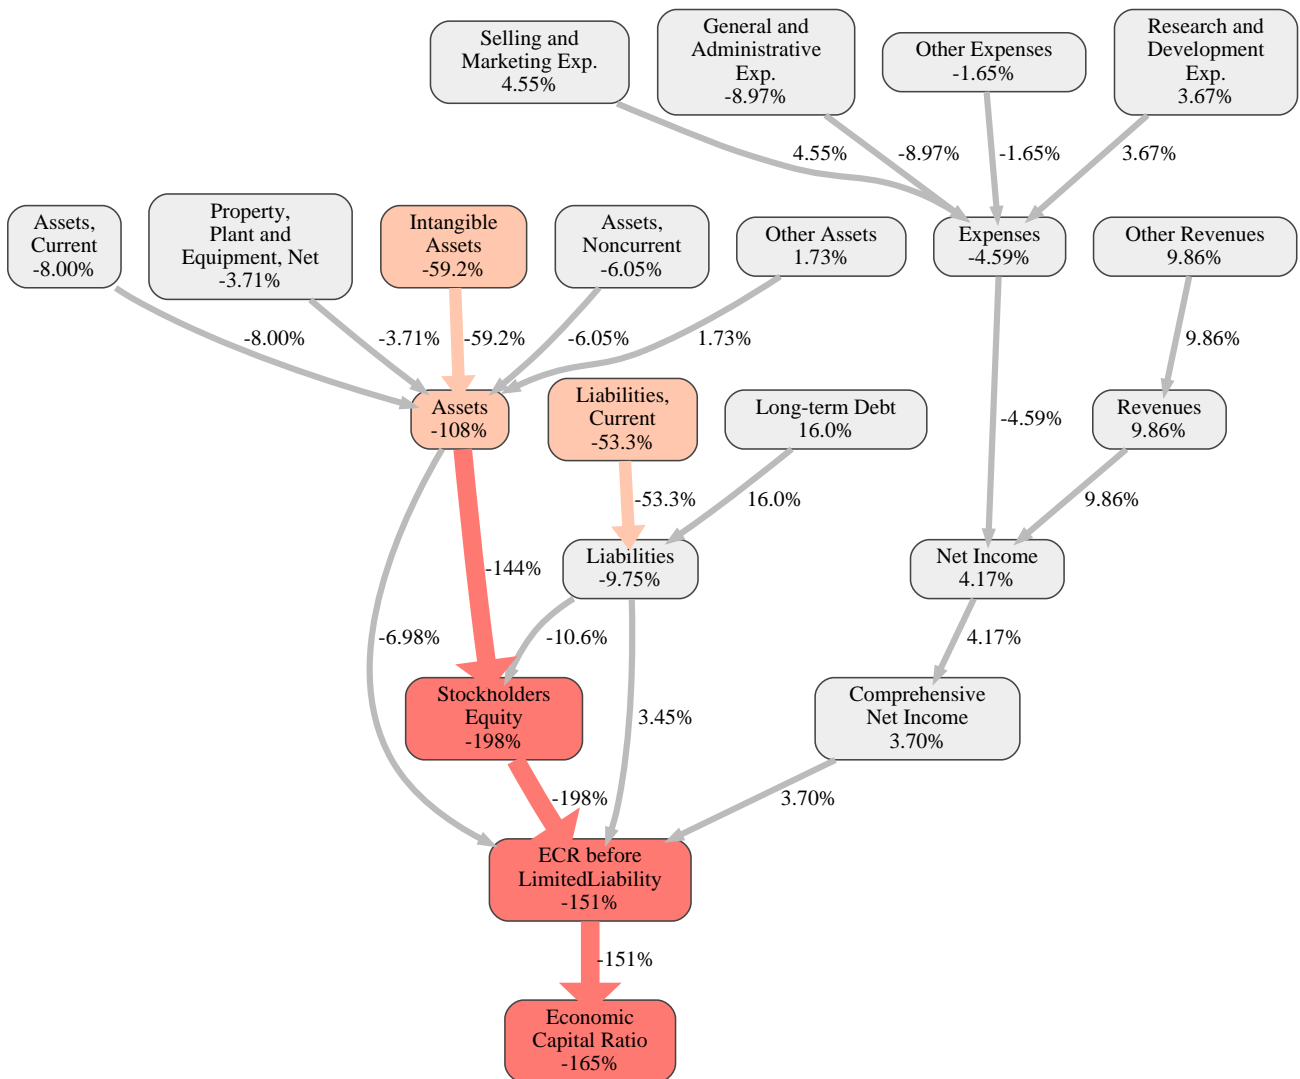 Selling and
Marketing Exp.
4.55%
General and
Administrative
Exp.
-8.97%
Other Expenses
-1.65%
Research and
Development
Exp.
3.67%
4.55%
-8.97%
-1.65%
3.67%
Assets,
Current
-8.00%
Property,
Plant and
Equipment, Net
-3.71%
Intangible
Assets
-59.2%
Assets,
Noncurrent
-6.05%
Other Assets
1.73%
Expenses
-4.59%
Other Revenues
9.86%
-8.00%
-3.71%
-59.2%
-6.05%
1.73%
9.86%
Assets
-108%
Liabilities,
Current
-53.3%
Long-term Debt
16.0%
-4.59%
Revenues
9.86%
-53.3%
16.0%
9.86%
-144%
Liabilities
-9.75%
Net Income
4.17%
-6.98%
-10.6%
4.17%
Stockholders
Equity
-198%
3.45%
Comprehensive
Net Income
3.70%
-198%
3.70%
ECR before
LimitedLiability
-151%
-151%
Economic
Capital Ratio
-165%